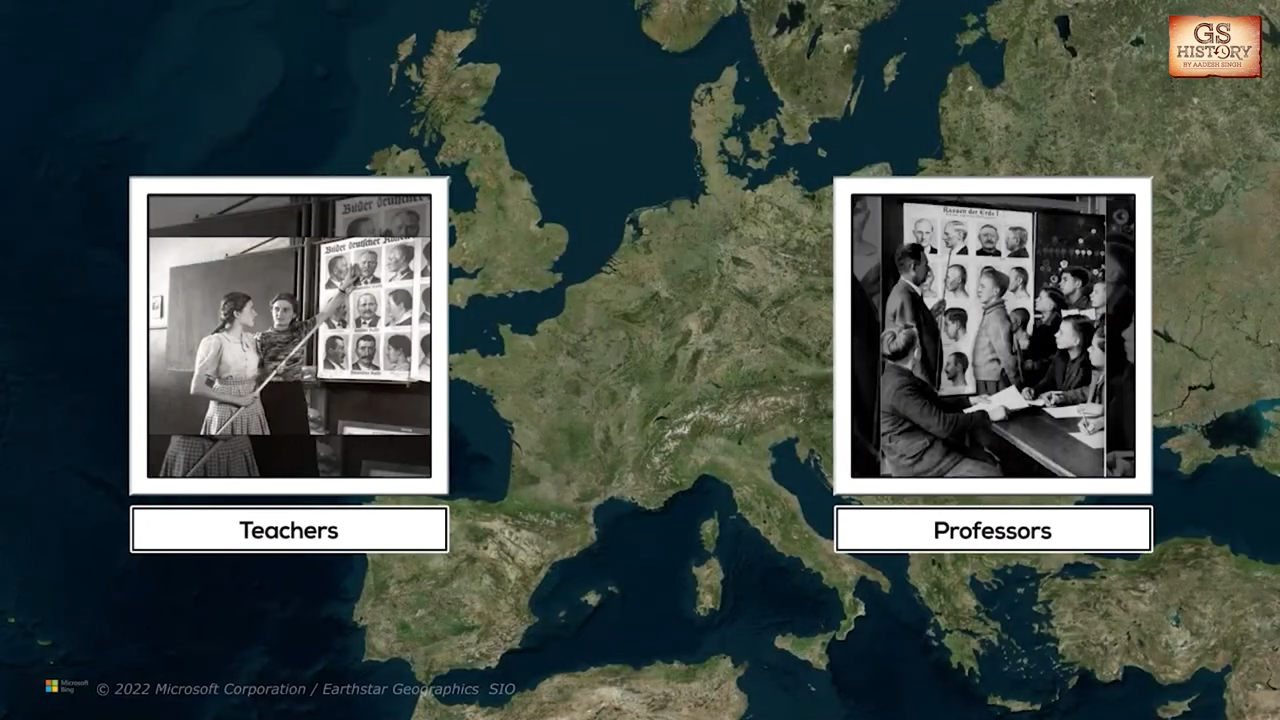 GS
HISTORY
BY AADESH SINGH
Bilder deutscher
Rassen der Erde
Teachers
Professors
Microsoft
Bing
© 2022 Microsoft Corporation / Earthstar Geographics SIO